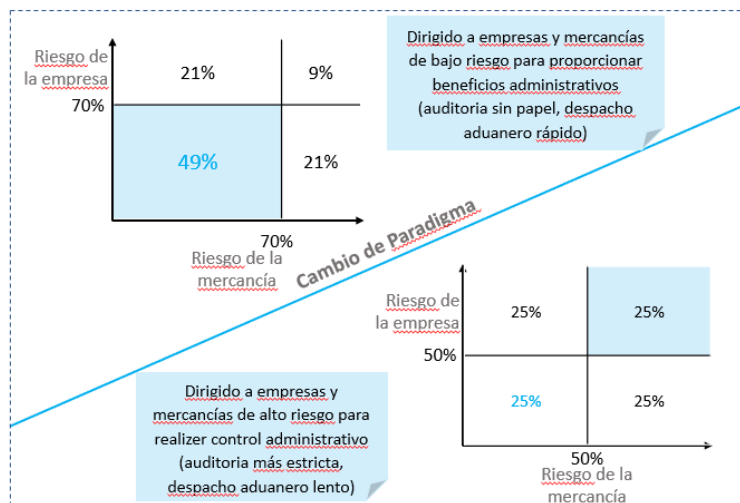 Riesgo de
la empresa
70%
21%
9%
49%
21%
70%
Riesgo de la
mercancía
Dirigido a empresas y mercancías
de bajo riesgo para proporcionar
beneficios administrativos
(auditoria sin papel, despacho
aduanero rápido)
Cambio de Paradigma
Riesgo de
la empresa
50%
25%
25%
25%
25%
50%
Riesgo de la
mercancía
Dirigido a empresas y
mercancías de alto riesgo para
realizer control administrativo
(auditoria más estricta,
despacho aduanero lento)